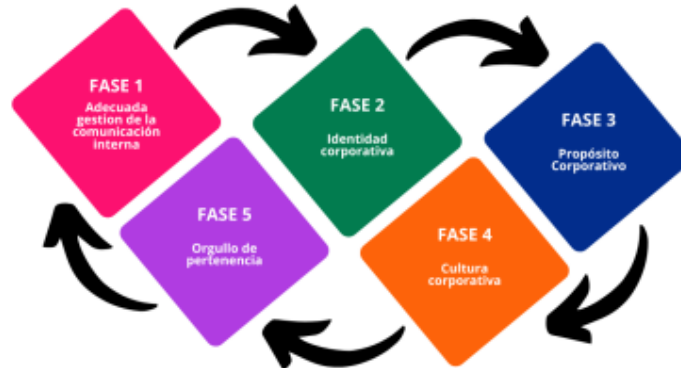 FASE 1
Adecuada
gestion de la
comunicación
interna
FASE 2
Identidad
corporativa
FASE 3
Propósito
Corporativo
FASE 4
Cultura
corporativa
FASE 5
Orgullo de
pertenencia